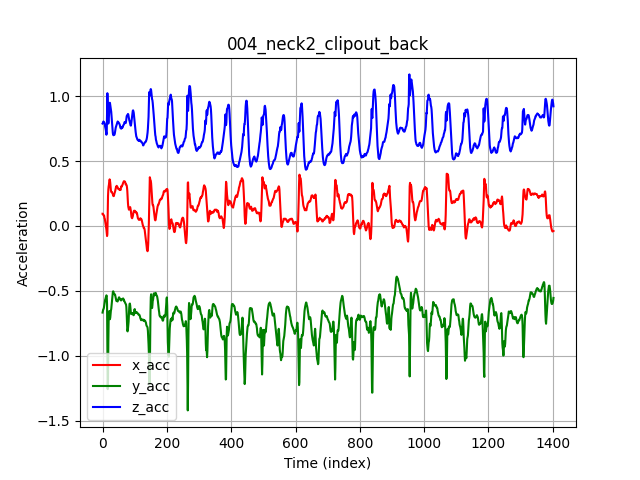 004_neck2_clipout_back
1.0
0.5
0.0
−0.5
−1.0
−1.5
Acceleration
x_acc
y_acc
z_acc
0 200 400 600 800 1000 1200 1400
Time (index)